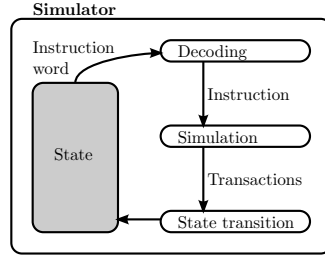 Simulator
Instruction
word
Decoding
Instruction
State
Simulation
Transactions
State transition